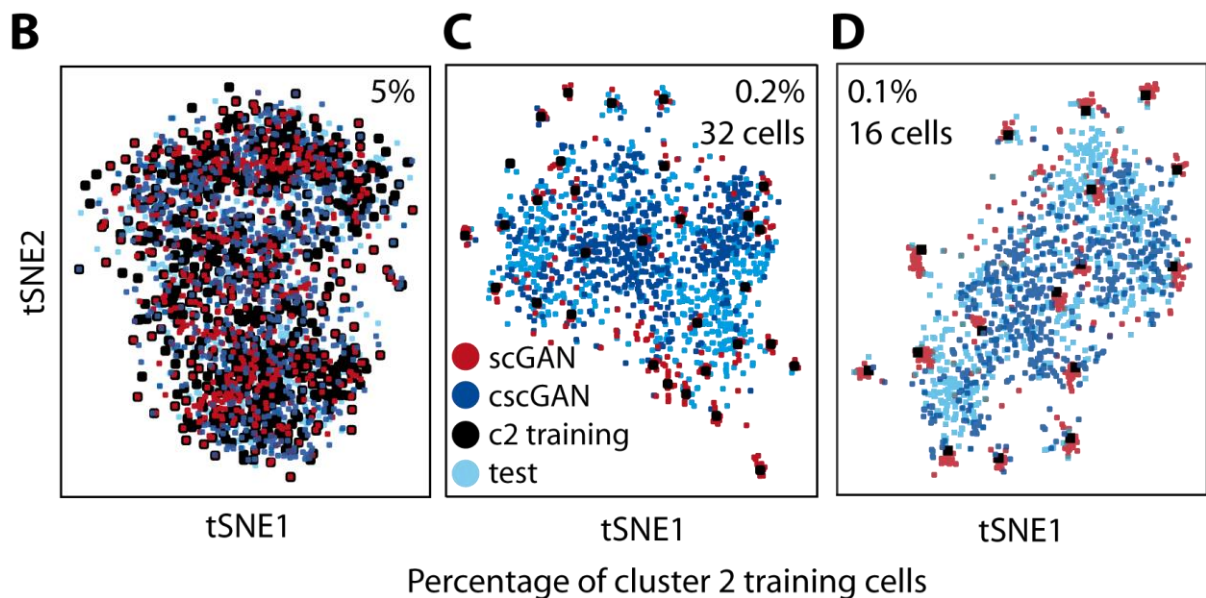 B
C
D
5%
0.2%
32 cells
0.1%
16 cells
tSNE2
scGAN
cscGAN
c2 training
test
tSNE1
tSNE1
tSNE1
Percentage of cluster 2 training cells